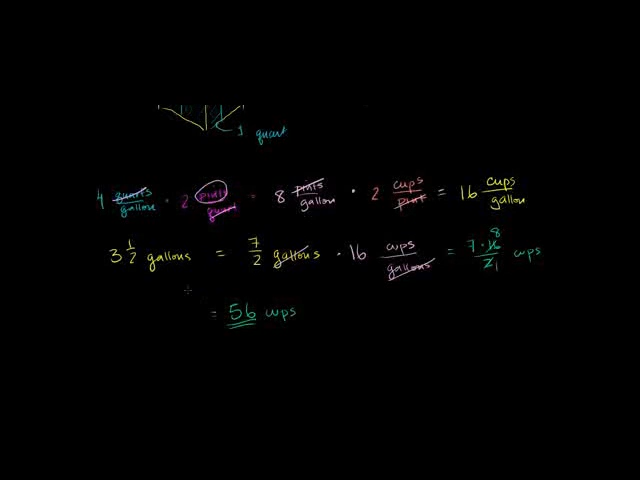 1 quart
4 quarts/gallon · 2 pints/quart = 8 pints/gallon · 2 cups/pint = 16 cups/gallon
3 1/2 gallons = 7/2 gallons · 16 cups/gallons = 7·16/2 8 1 cups
= 56 cups